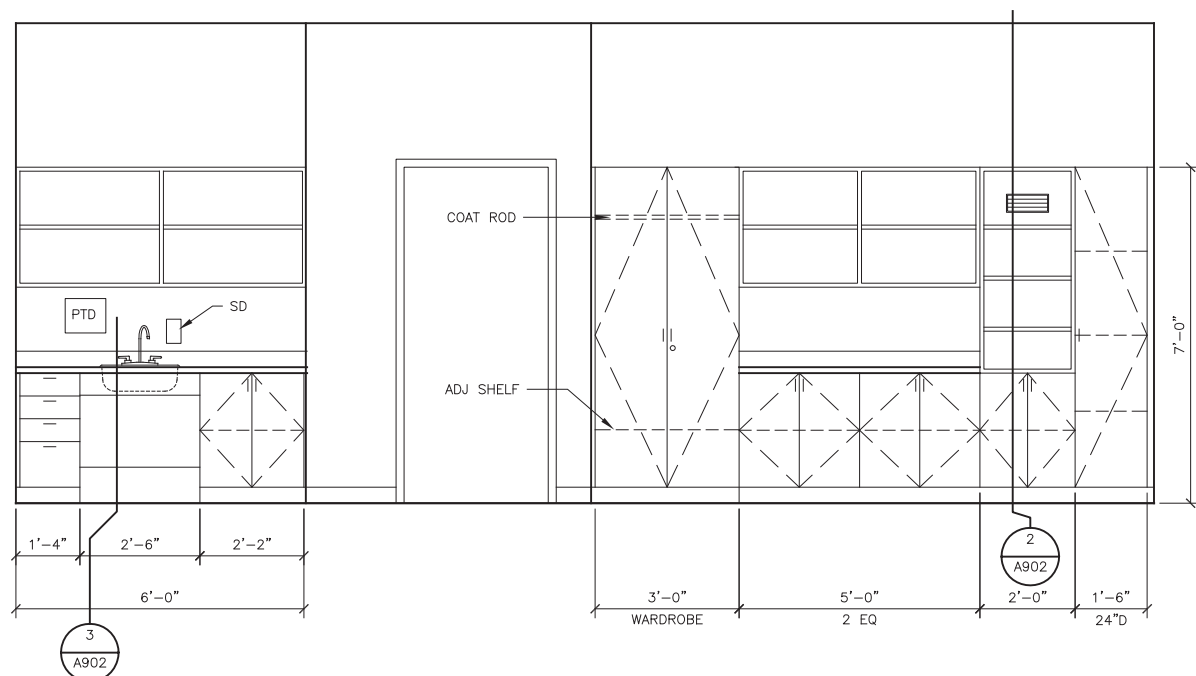 COAT ROD
PTD
SD
7'-0"
ADJ SHELF
1'-4"
2'-6"
2'-2"
2
A902
6'-0"
3'-0"
5'-0"
2'-0"
1'-6"
WARDROBE
2 EQ
24"D
3
A902